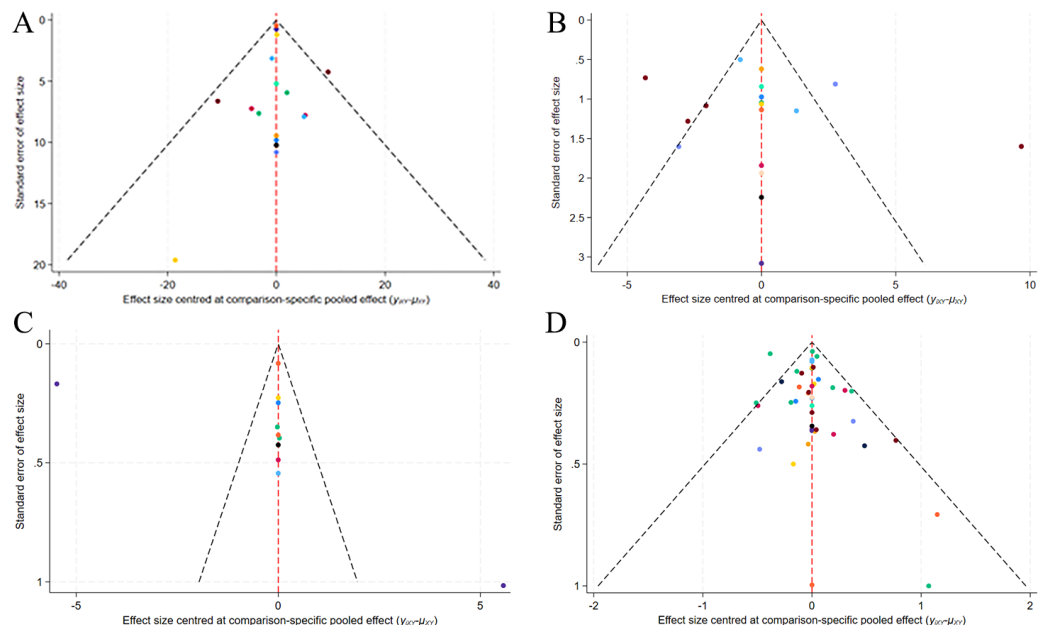 A
0
5
10
15
20
Standard error of effect size
-40
-20
0
20
40
Effect size centred at comparison-specific pooled effect (yiXY-μXY)
B
0
.5
1
1.5
2
2.5
3
Standard error of effect size
-5
0
5
10
Effect size centred at comparison-specific pooled effect (yiXY-μXY)
C
0
.5
1
Standard error of effect size
-5
0
5
Effect size centred at comparison-specific pooled effect (yiXY-μXY)
D
0
.5
1
Standard error of effect size
-2
-1
0
1
2
Effect size centred at comparison-specific pooled effect (yiXY-μXY)